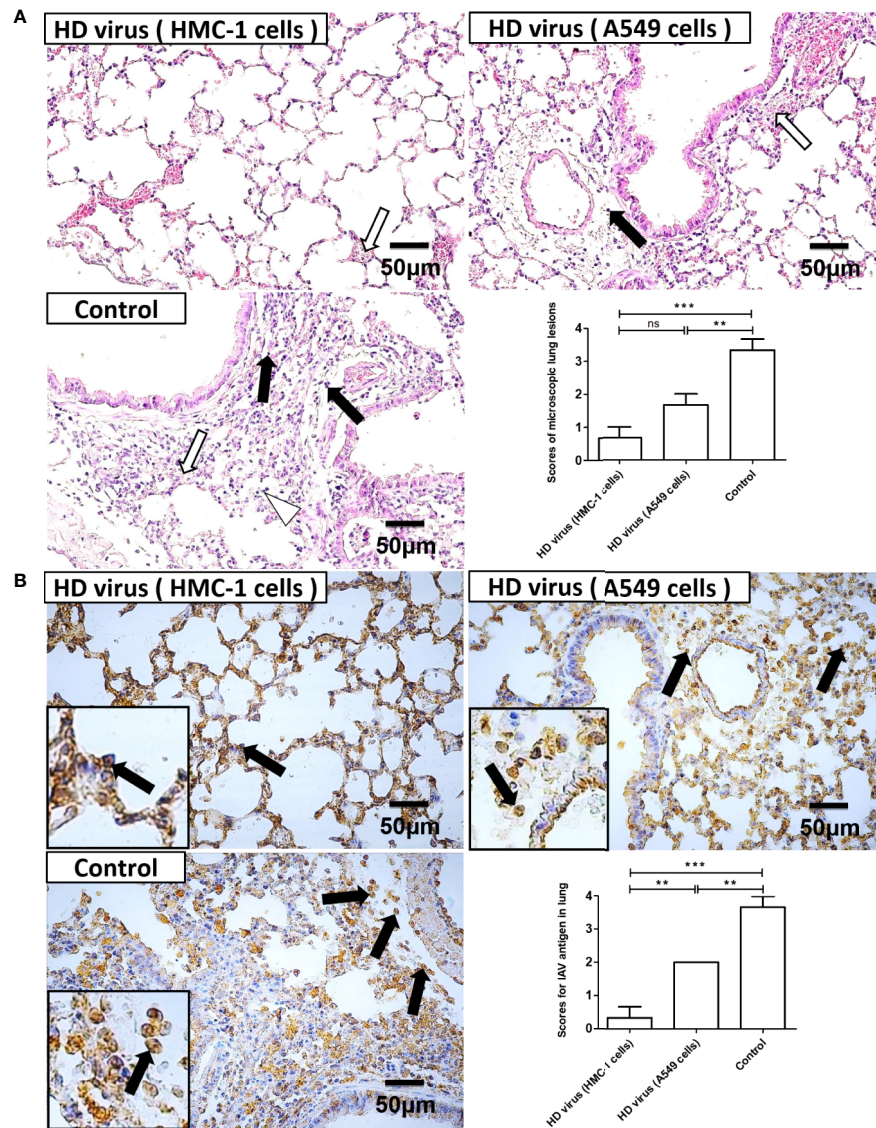 A
HD virus ( HMC-1 cells )
HD virus ( A549 cells )
50µm
50µm
Control
50µm
Scores of microscopic lung lesions
4
3
2
1
0
***
ns
**
HD virus (HMC-1 cells)
HD virus (A549 cells)
Control
B
HD virus ( HMC-1 cells )
HD virus ( A549 cells )
50µm
50µm
Control
50µm
Scores for IAV antigen in lung
4
3
2
1
0
***
**
**
HD virus (HMC-1 cells)
HD virus (A549 cells)
Control